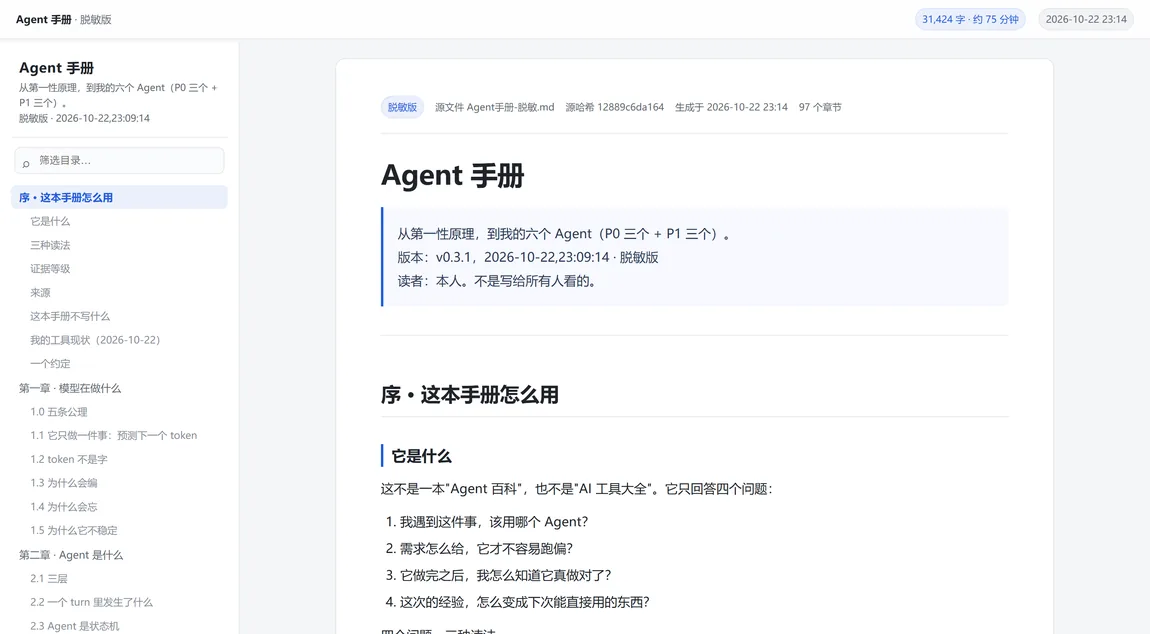 Agent 手册 · 脱敏版
31,424 字 · 约 75 分钟
2026-10-22 23:14
Agent 手册
从第一性原理，到我的六个 Agent（P0 三个 +
P1 三个）。
脱敏版 · 2026-10-22,23:09:14
筛选目录…
序 • 这本手册怎么用
它是什么
三种读法
证据等级
来源
这本手册不写什么
我的工具现状（2026-10-22）
一个约定
第一章 · 模型在做什么
1.0 五条公理
1.1 它只做一件事：预测下一个 token
1.2 token 不是字
1.3 为什么会编
1.4 为什么会忘
1.5 为什么它不稳定
第二章 · Agent 是什么
2.1 三层
2.2 一个 turn 里发生了什么
2.3 Agent 是状态机
脱敏版 源文件 Agent手册-脱敏.md 源哈希 12889c6da164 生成于 2026-10-22 23:14 97 个章节
Agent 手册
从第一性原理，到我的六个 Agent（P0 三个 + P1 三个）。
版本：v0.3.1，2026-10-22,23:09:14 · 脱敏版
读者：本人。不是写给所有人看的。
序 • 这本手册怎么用
它是什么
这不是一本"Agent 百科"，也不是"AI 工具大全"。它只回答四个问题：
1. 我遇到这件事，该用哪个 Agent？
2. 需求怎么给，它才不容易跑偏？
3. 它做完之后，我怎么知道它真做对了？
4. 这次的经验，怎么变成下次能直接用的东西？
四个问题，三种读法